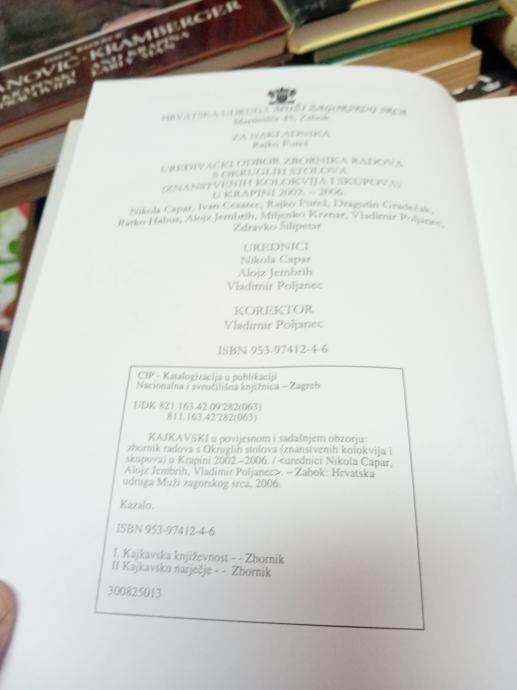 ANOVIĆ-KRAMBERGER
HRVATSKA UDRUGA MUŽI ZAGORSKOG SRCA
Zabok
ZA NAKLADNIKA
Rajko Fureš
UREĐIVAČKI ODBOR ZBORNIKA RADOVA
S OKRUGLIH STOLOVA
(ZNANSTVENIH KOLOKVIJA I SKUPOVA)
U KRAPINI 2002. – 2006.
Nikola Capar, Ivan Cesarec, Rajko Fureš, Dragutin Gradečak,
Ratko Habus, Alojz Jembrih, Miljenko Krznar, Vladimir Poljanec,
Zdravko Šilipetar
UREDNICI
Nikola Capar
Alojz Jembrih
Vladimir Poljanec
KOREKTOR
Vladimir Poljanec
ISBN 953-97412-4-6
CIP - Katalogizacija u publikaciji
Nacionalna i sveučilišna knjižnica – Zagreb
UDK 821.163.42.09'282(063)
811.163.42'282(063)
KAJKAVSKI u povijesnom i sadašnjem obzorju:
zbornik radova s Okruglih stolova (znanstvenih kolokvija i
skupova) u Krapini 2002.–2006. / <urednici Nikola Capar,
Alojz Jembrih, Vladimir Poljanec>. – Zabok: Hrvatska
udruga Muži zagorskog srca, 2006.
Kazalo.
ISBN 953-97412-4-6
I. Kajkavska književnost - - Zbornik
II Kajkavsko narječje - - Zbornik
300825013